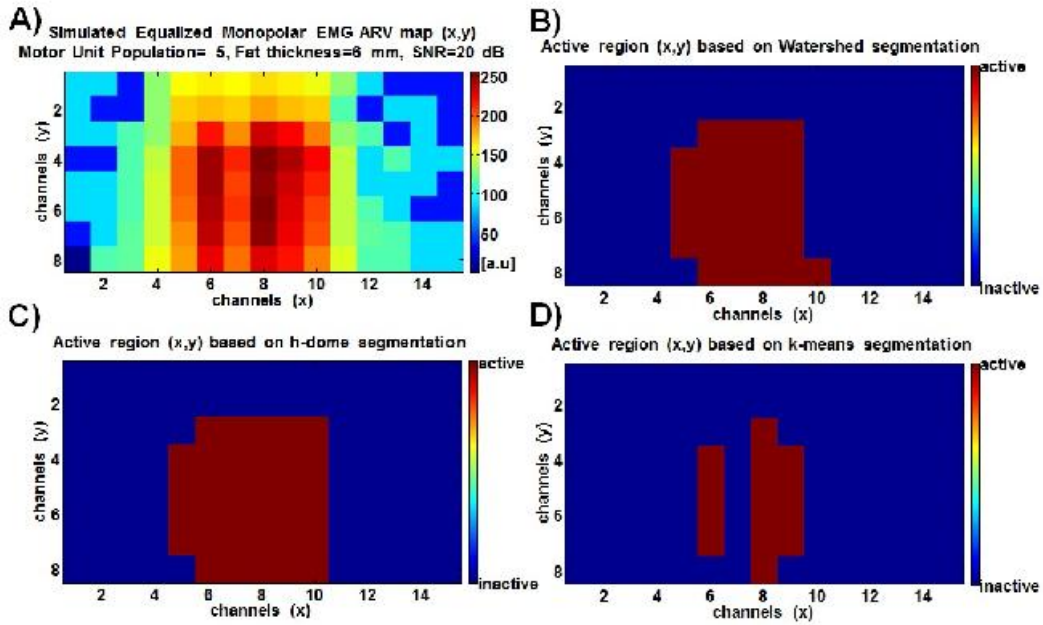 A)
Simulated Equalized Monopolar EMG ARV map (x,y)
Motor Unit Population= 5, Fat thickness=6 mm, SNR=20 dB
channels (y)
2
4
6
8
2 4 6 8 10 12 14
channels (x)
250
200
150
100
50
[a.u]
B)
Active region (x,y) based on Watershed segmentation
channels (y)
2
4
6
8
2 4 6 8 10 12 14
channels (x)
active
inactive
C)
Active region (x,y) based on h-dome segmentation
channels (y)
2
4
6
8
2 4 6 8 10 12 14
channels (x)
active
inactive
D)
Active region (x,y) based on k-means segmentation
channels (y)
2
4
6
8
2 4 6 8 10 12 14
channels (x)
active
inactive